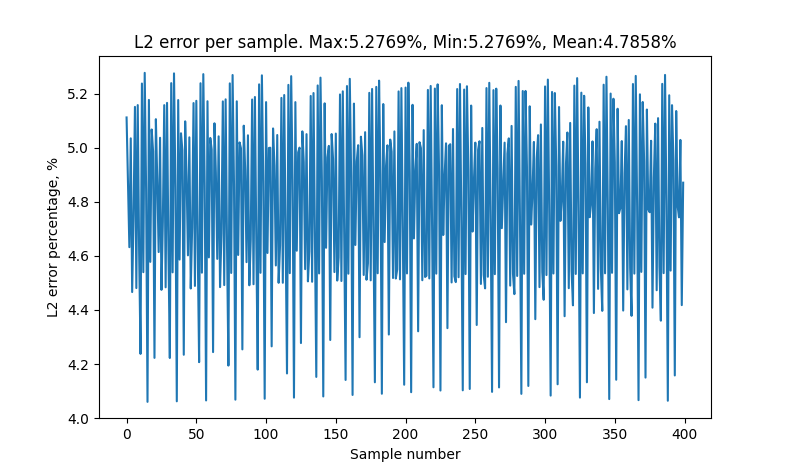 L2 error per sample. Max:5.2769%, Min:5.2769%, Mean:4.7858%
L2 error percentage, %
5.2
5.0
4.8
4.6
4.4
4.2
4.0
0 50 100 150 200 250 300 350 400
Sample number